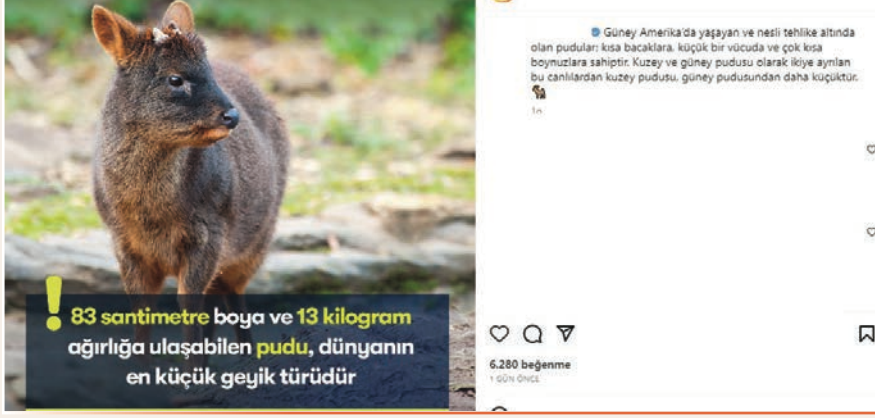 83 santimetre boya ve 13 kilogram
ağırlığa ulaşabilen pudu, dünyanın
en küçük geyik türüdür
Güney Amerika'da yaşayan ve nesli tehlike altında
olan pudular; kısa bacaklara, küçük bir vücuda ve çok kısa
boynuzlara sahiptir. Kuzey ve güney pudusu olarak ikiye ayrılan
bu canlılardan kuzey pudusu, güney pudusundan daha küçüktür.
6.280 beğenme
1 GÜN ÖNCE